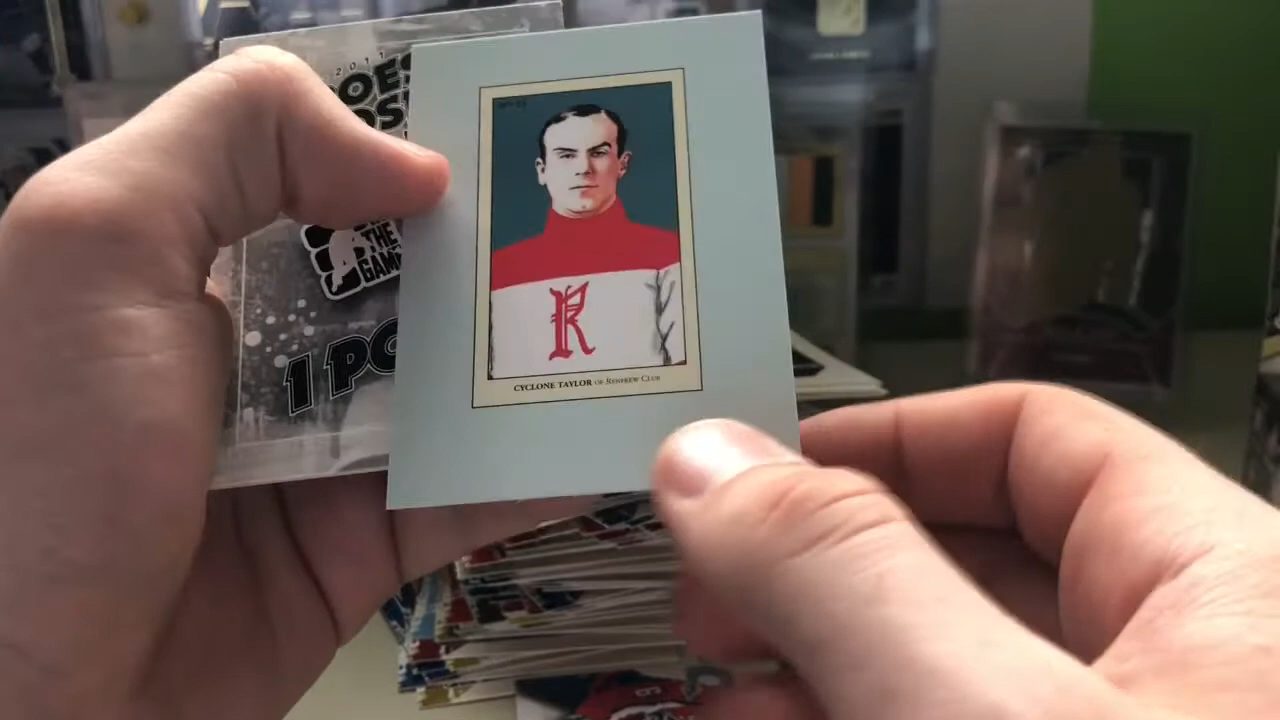 2011
THE
GAME
1 PO
R
CYCLONE TAYLOR OF RENFREW CLUB